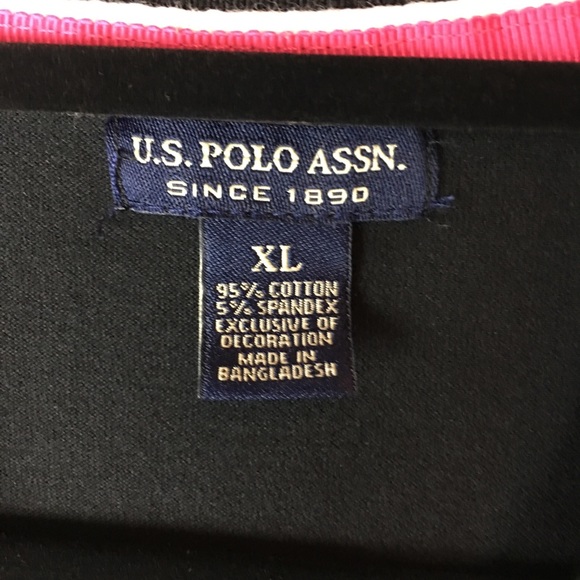 U.S. POLO ASSN.
SINCE 1890
XL
95% COTTON
5% SPANDEX
EXCLUSIVE OF
DECORATION
MADE IN
BANGLADESH